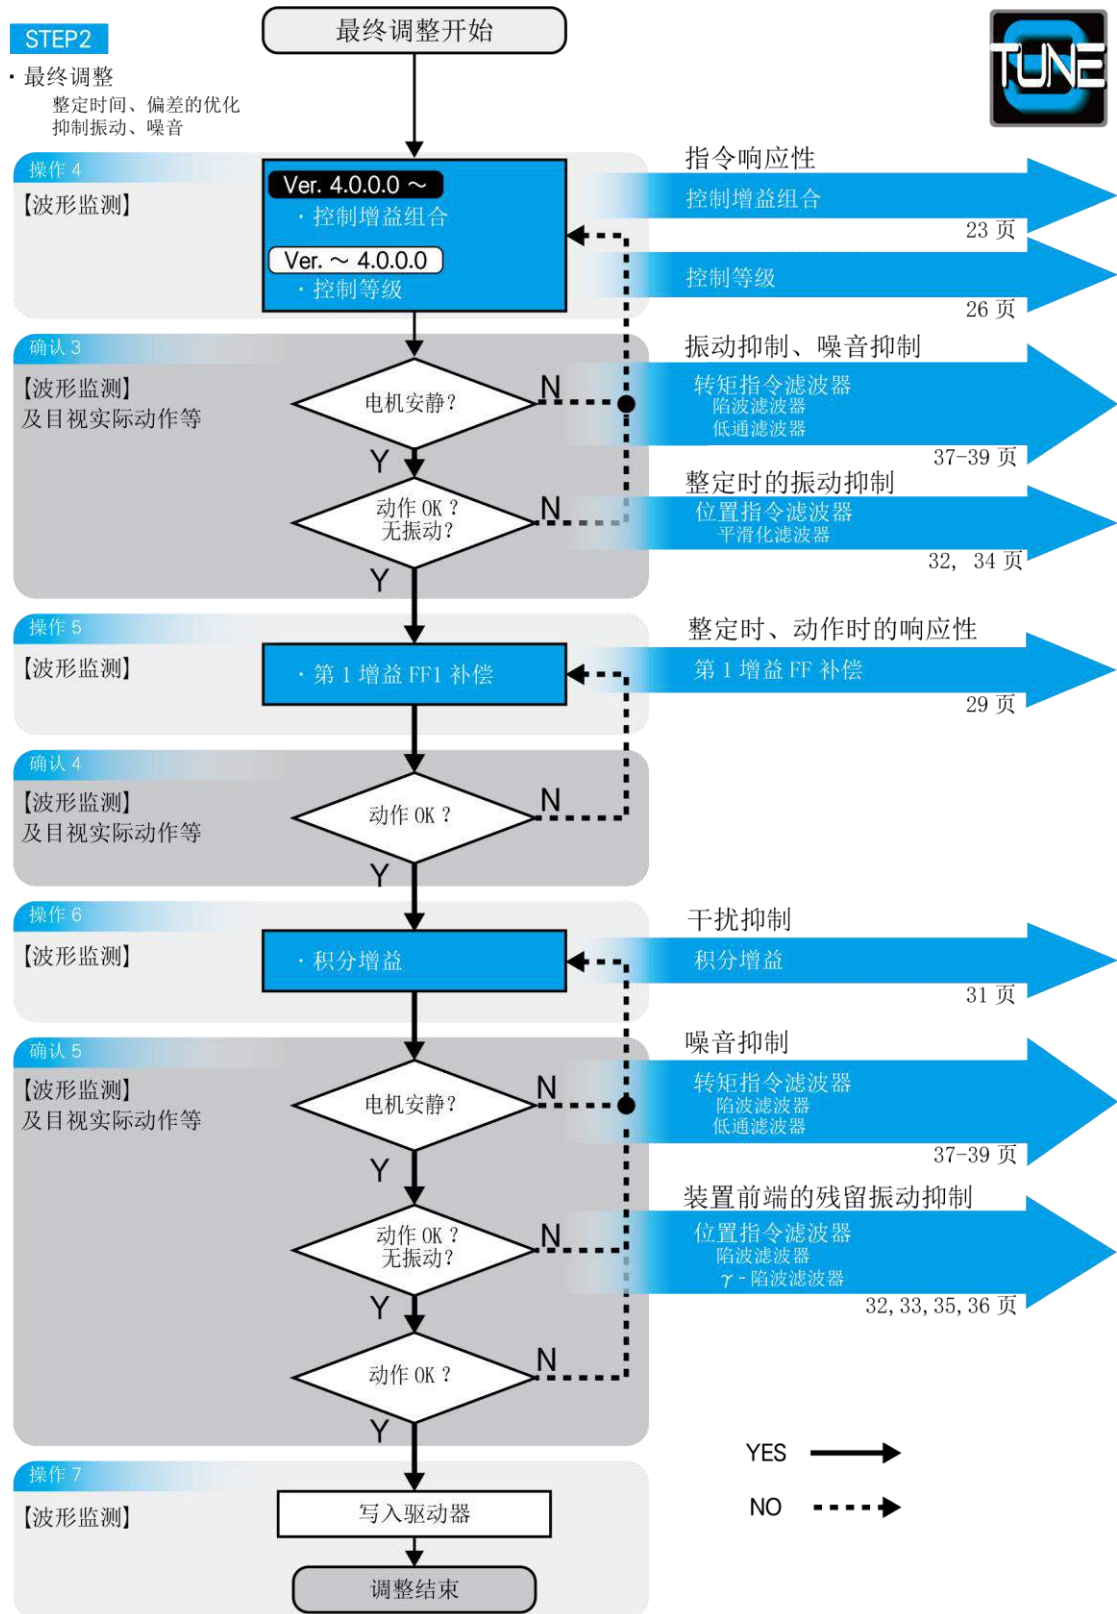 STEP2
最终调整开始
S TUNE
・最终调整
整定时间、偏差的优化
抑制振动、噪音
操作 4
【波形监测】
Ver. 4.0.0.0 ～
・控制增益组合
Ver. ～ 4.0.0.0
・控制等级
指令响应性
控制增益组合
23 页
控制等级
26 页
确认 3
【波形监测】
及目视实际动作等
电机安静？
N
Y
动作 OK？
无振动？
N
Y
振动抑制、噪音抑制
转矩指令滤波器
陷波滤波器
低通滤波器
37-39 页
整定时的振动抑制
位置指令滤波器
平滑化滤波器
32, 34 页
操作 5
【波形监测】
・第 1 增益 FF1 补偿
整定时、动作时的响应性
第 1 增益 FF 补偿
29 页
确认 4
【波形监测】
及目视实际动作等
动作 OK？
N
Y
操作 6
【波形监测】
・积分增益
干扰抑制
积分增益
31 页
确认 5
【波形监测】
及目视实际动作等
电机安静？
N
Y
动作 OK？
无振动？
N
Y
动作 OK？
N
Y
噪音抑制
转矩指令滤波器
陷波滤波器
低通滤波器
37-39 页
装置前端的残留振动抑制
位置指令滤波器
陷波滤波器
γ-陷波滤波器
32,33,35,36 页
YES
NO
操作 7
【波形监测】
写入驱动器
调整结束